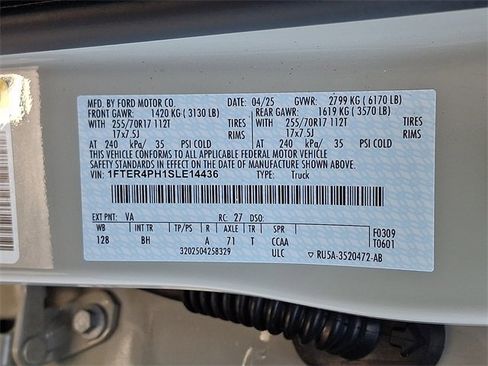 MFD. BY FORD MOTOR CO. DATE: 04/25 GVWR: 2799 KG ( 6170 LB)
FRONT GAWR: 1420 KG ( 3130 LB) REAR GAWR: 1619 KG ( 3570 LB)
WITH 255/70R17 112T TIRES WITH 255/70R17 112T TIRES
17x7.5J RIMS 17x7.5J RIMS
AT 240 kPa/ 35 PSI COLD AT 240 kPa/ 35 PSI COLD
THIS VEHICLE CONFORMS TO ALL APPLICABLE FEDERAL MOTOR VEHICLE
SAFETY STANDARDS IN EFFECT ON THE DATE OF MANUFACTURE SHOWN ABOVE.
VIN: 1FTER4PH1SLE14436 TYPE: Truck
EXT PNT: VA RC: 27 DSO: F0309
WB BRK TP/PS R AXLE TR SPR T0601
128 BH A 71 T CCAA
3202504258329 ULC ▽ RU5A-3520472-AB